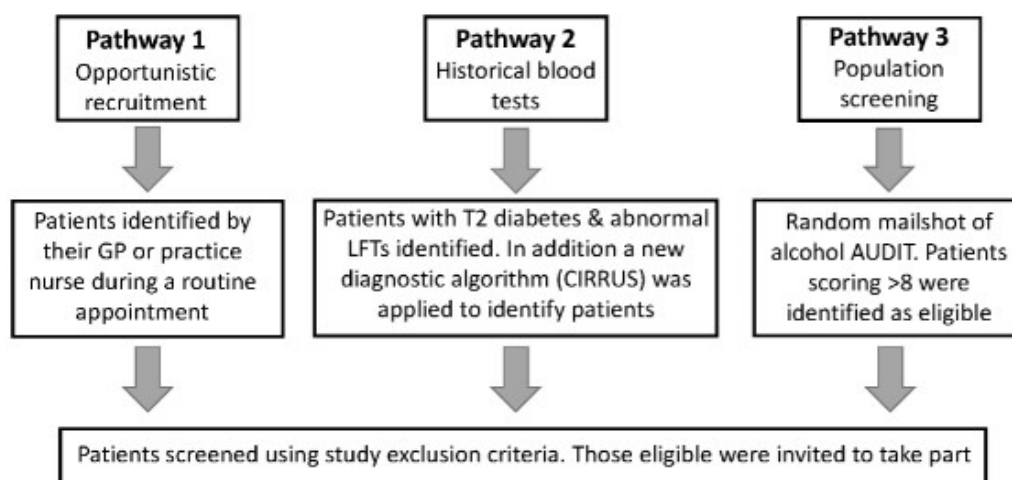 Pathway 1
Opportunistic
recruitment
Pathway 2
Historical blood
tests
Pathway 3
Population
screening
Patients identified by
their GP or practice
nurse during a routine
appointment
Patients with T2 diabetes & abnormal
LFTs identified. In addition a new
diagnostic algorithm (CIRRUS) was
applied to identify patients
Random mailshot of
alcohol AUDIT. Patients
scoring >8 were
identified as eligible
Patients screened using study exclusion criteria. Those eligible were invited to take part